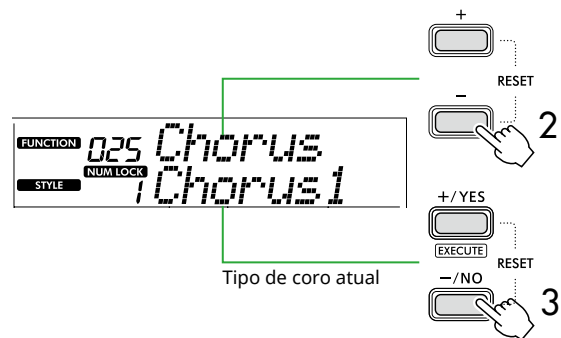 +
RESET
−
2
FUNCTION 025 Chorus
NUM LOCK
STYLE 1 Chorus1
+/YES
EXECUTE
RESET
−/NO
3
Tipo de coro atual